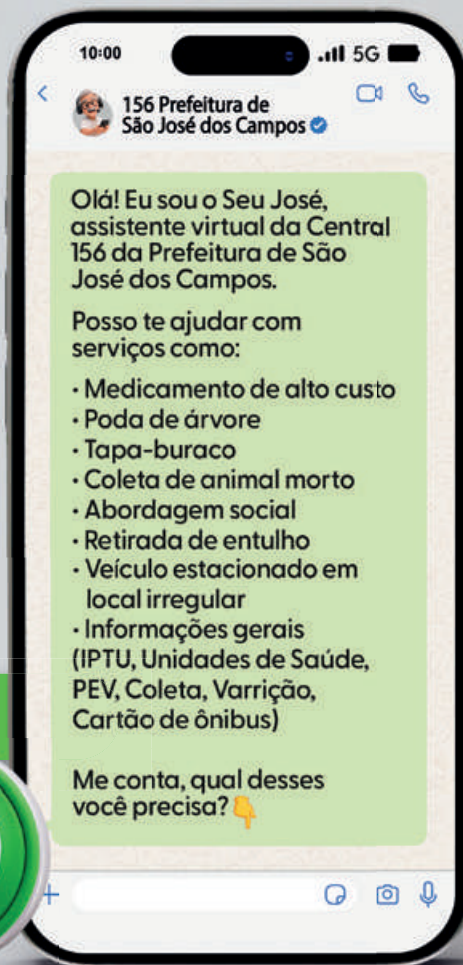 10:00
5G
156 Prefeitura de
São José dos Campos
Olá! Eu sou o Seu José,
assistente virtual da Central
156 da Prefeitura de São
José dos Campos.
Posso te ajudar com
serviços como:
· Medicamento de alto custo
· Poda de árvore
· Tapa-buraco
· Coleta de animal morto
· Abordagem social
· Retirada de entulho
· Veículo estacionado em
local irregular
· Informações gerais
(IPTU, Unidades de Saúde,
PEV, Coleta, Varrição,
Cartão de ônibus)
Me conta, qual desses
você precisa?👇